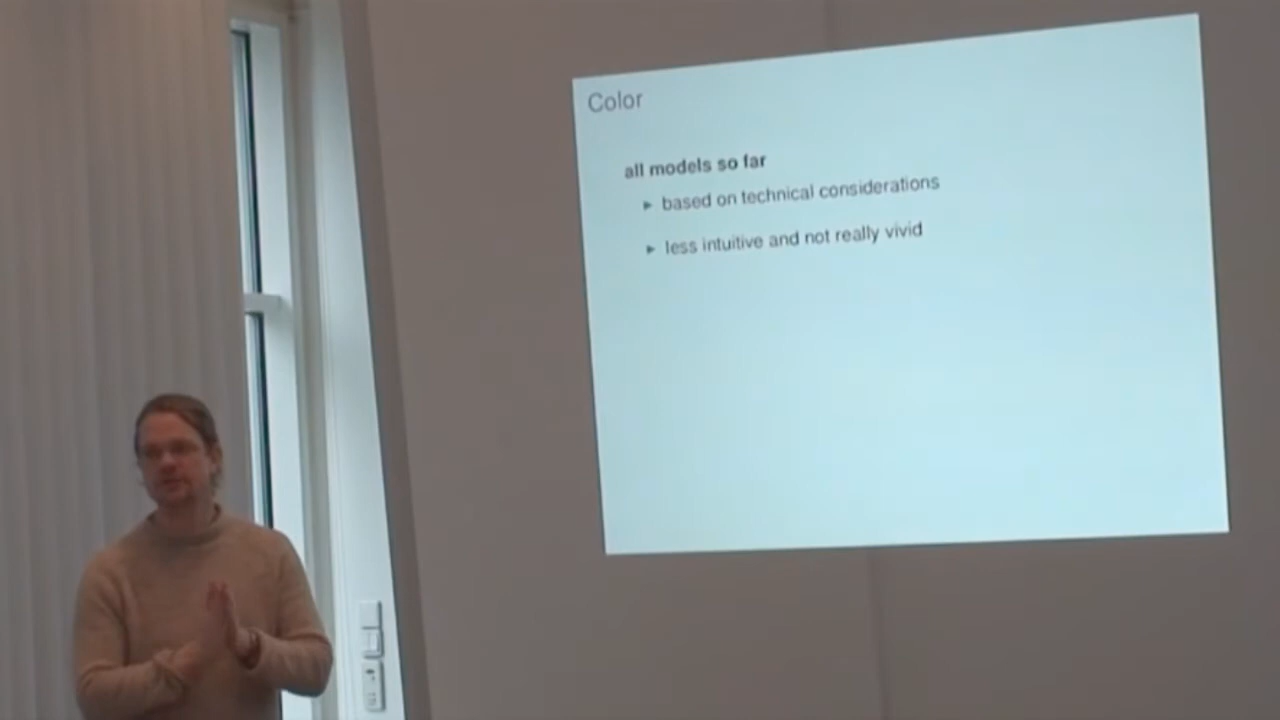 Color
all models so far
► based on technical considerations
► less intuitive and not really vivid